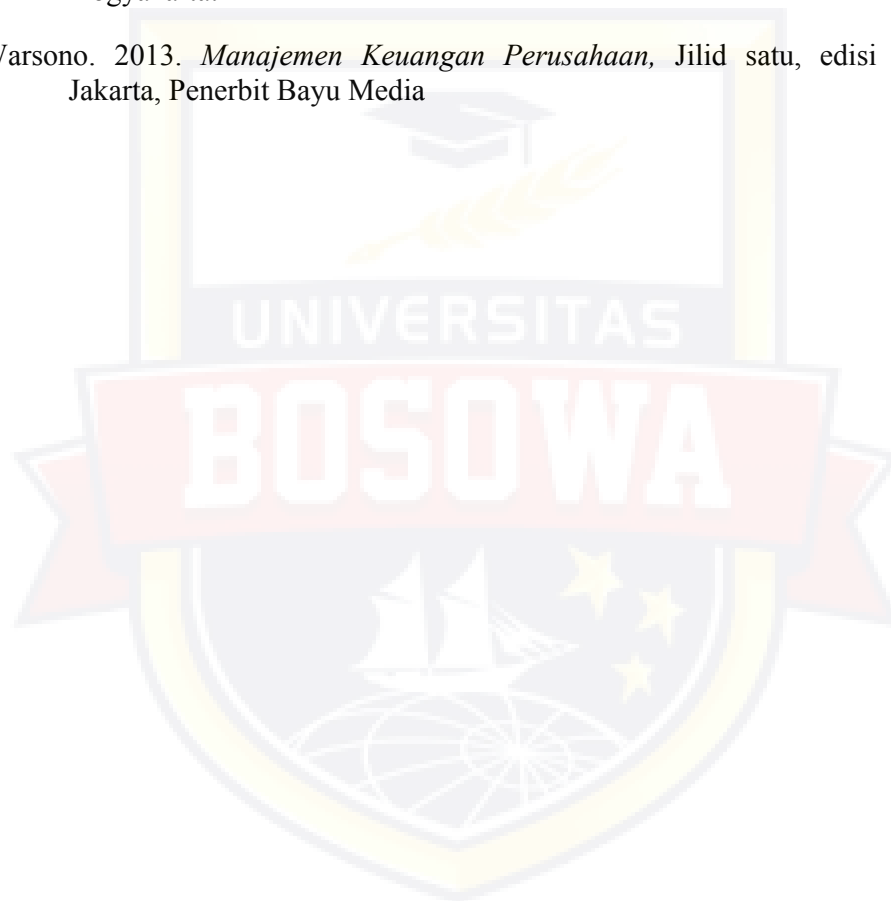 Warsono. 2013. Manajemen Keuangan Perusahaan, Jilid satu, edisi
Jakarta, Penerbit Bayu Media
UNIVERSITAS
BOSOWA